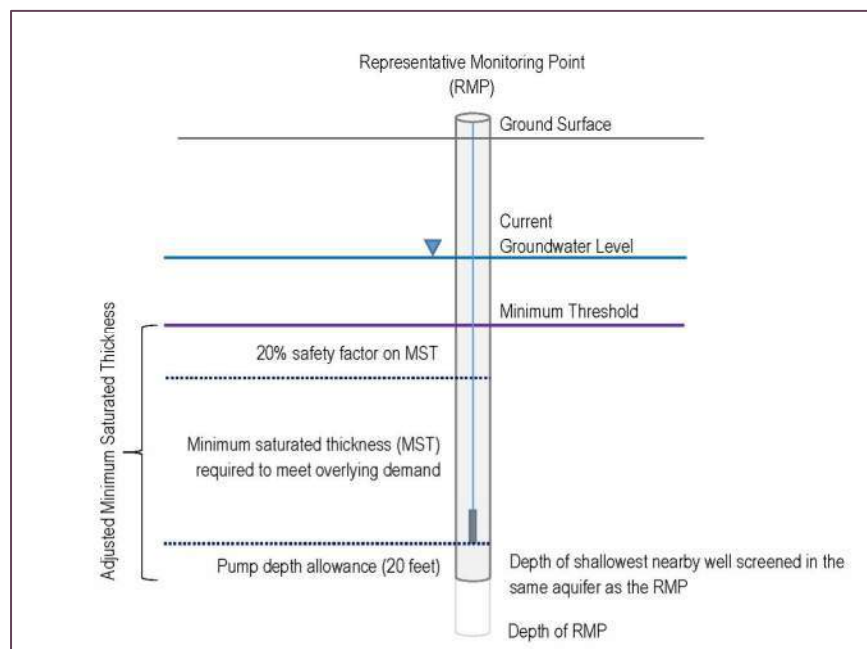 Representative Monitoring Point
(RMP)
Ground Surface
Current
Groundwater Level
Minimum Threshold
Adjusted Minimum Saturated Thickness
20% safety factor on MST
Minimum saturated thickness (MST)
required to meet overlying demand
Pump depth allowance (20 feet)
Depth of shallowest nearby well screened in the
same aquifer as the RMP
Depth of RMP